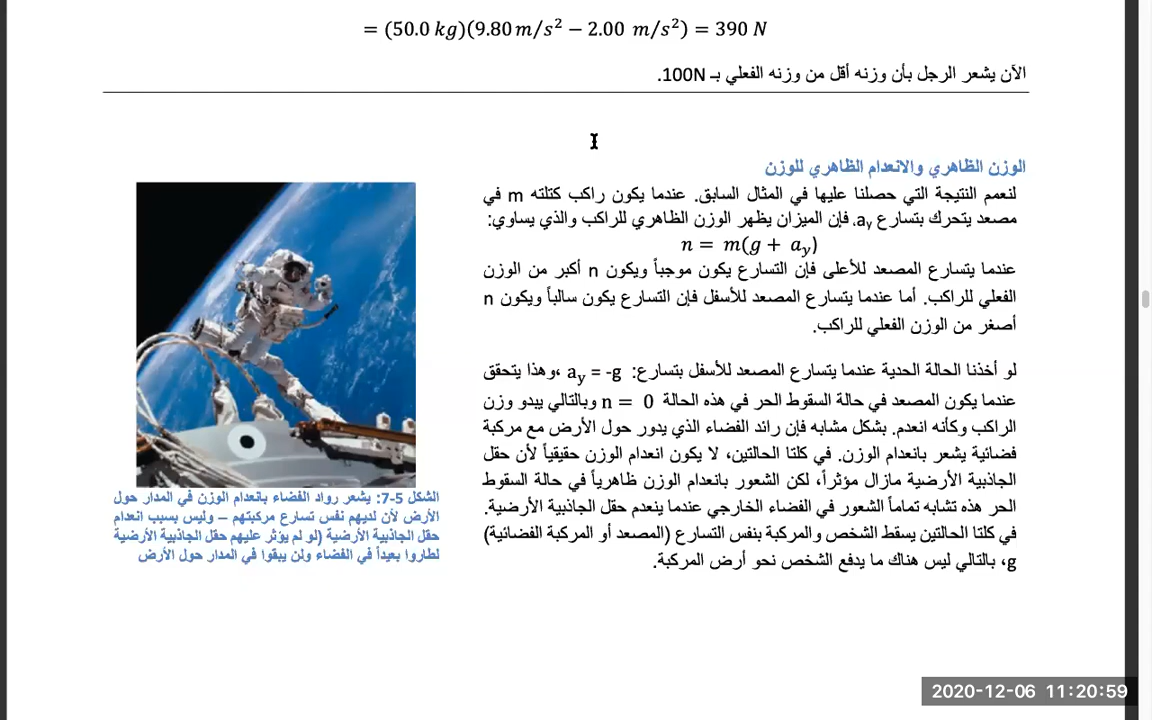 = (50.0 kg)(9.80 m/s² − 2.00 m/s²) = 390 N
الآن يشعر الرجل بأن وزنه أقل من وزنه الفعلي بـ 100N.
الوزن الظاهري والانعدام الظاهري للوزن
لنعمم النتيجة التي حصلنا عليها في المثال السابق. عندما يكون راكب كتلته m في
مصعد يتحرك بتسارع ay، فإن الميزان يظهر الوزن الظاهري للراكب والذي يساوي:
n = m(g + ay)
عندما يتسارع المصعد للأعلى فإن التسارع يكون موجباً ويكون n أكبر من الوزن
الفعلي للراكب. أما عندما يتسارع المصعد للأسفل فإن التسارع يكون سالباً ويكون n
أصغر من الوزن الفعلي للراكب.
لو أخذنا الحالة الحدية عندما يتسارع المصعد للأسفل بتسارع: ay = -g ،وهذا يتحقق
عندما يكون المصعد في حالة السقوط الحر في هذه الحالة n = 0 وبالتالي يبدو وزن
الراكب وكأنه انعدم. بشكل مشابه فإن رائد الفضاء الذي يدور حول الأرض مع مركبة
فضائية يشعر بانعدام الوزن. في كلتا الحالتين، لا يكون انعدام الوزن حقيقياً لأن حقل
الجاذبية الأرضية مازال مؤثراً، لكن الشعور بانعدام الوزن ظاهرياً في حالة السقوط
الحر هذه تشابه تماماً الشعور في الفضاء الخارجي عندما ينعدم حقل الجاذبية الأرضية.
في كلتا الحالتين يسقط الشخص والمركبة بنفس التسارع (المصعد أو المركبة الفضائية)
g، بالتالي ليس هناك ما يدفع الشخص نحو أرض المركبة.
الشكل 5-7: يشعر رواد الفضاء بانعدام الوزن في المدار حول
الأرض لأن لديهم نفس تسارع مركبتهم – وليس بسبب انعدام
حقل الجاذبية الأرضية (لو لم يؤثر عليهم حقل الجاذبية الأرضية
لطاروا بعيداً في الفضاء ولن يبقوا في المدار حول الأرض
2020-12-06 11:20:59